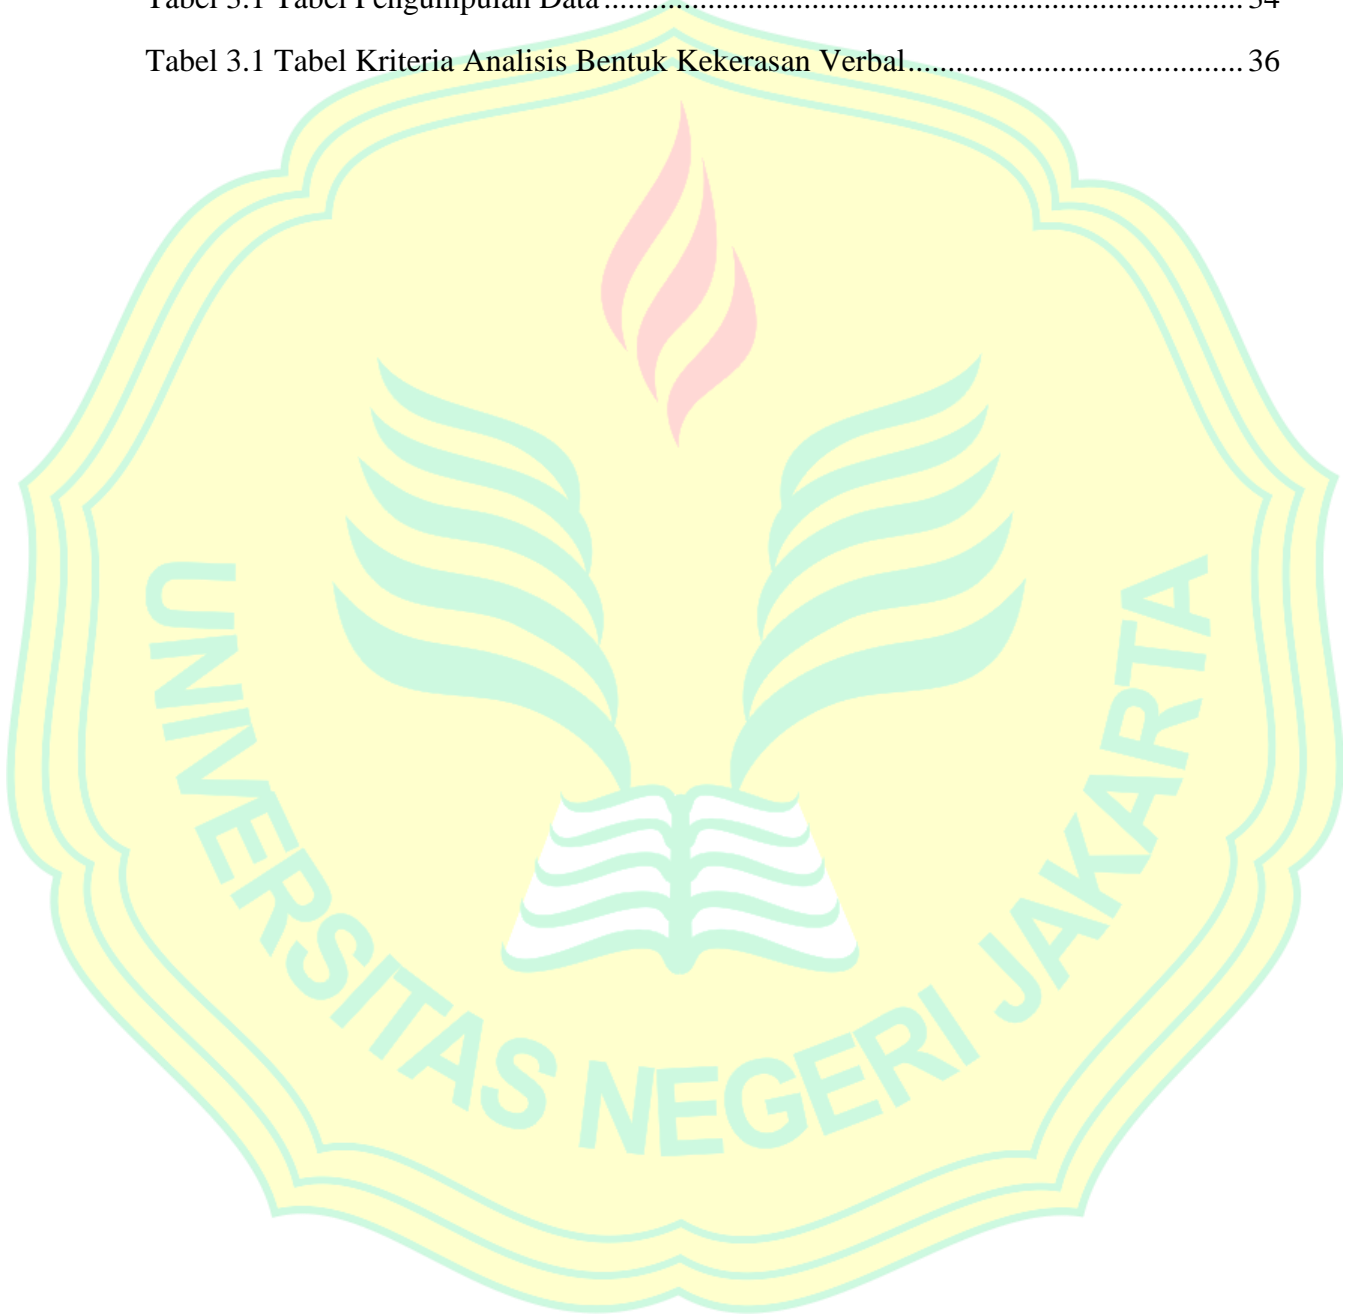 Tabel 3.1 Tabel Pengumpulan Data........................................................................................ 34
Tabel 3.1 Tabel Kriteria Analisis Bentuk Kekerasan Verbal..................................... 36
UNIVERSITAS NEGERI JAKARTA